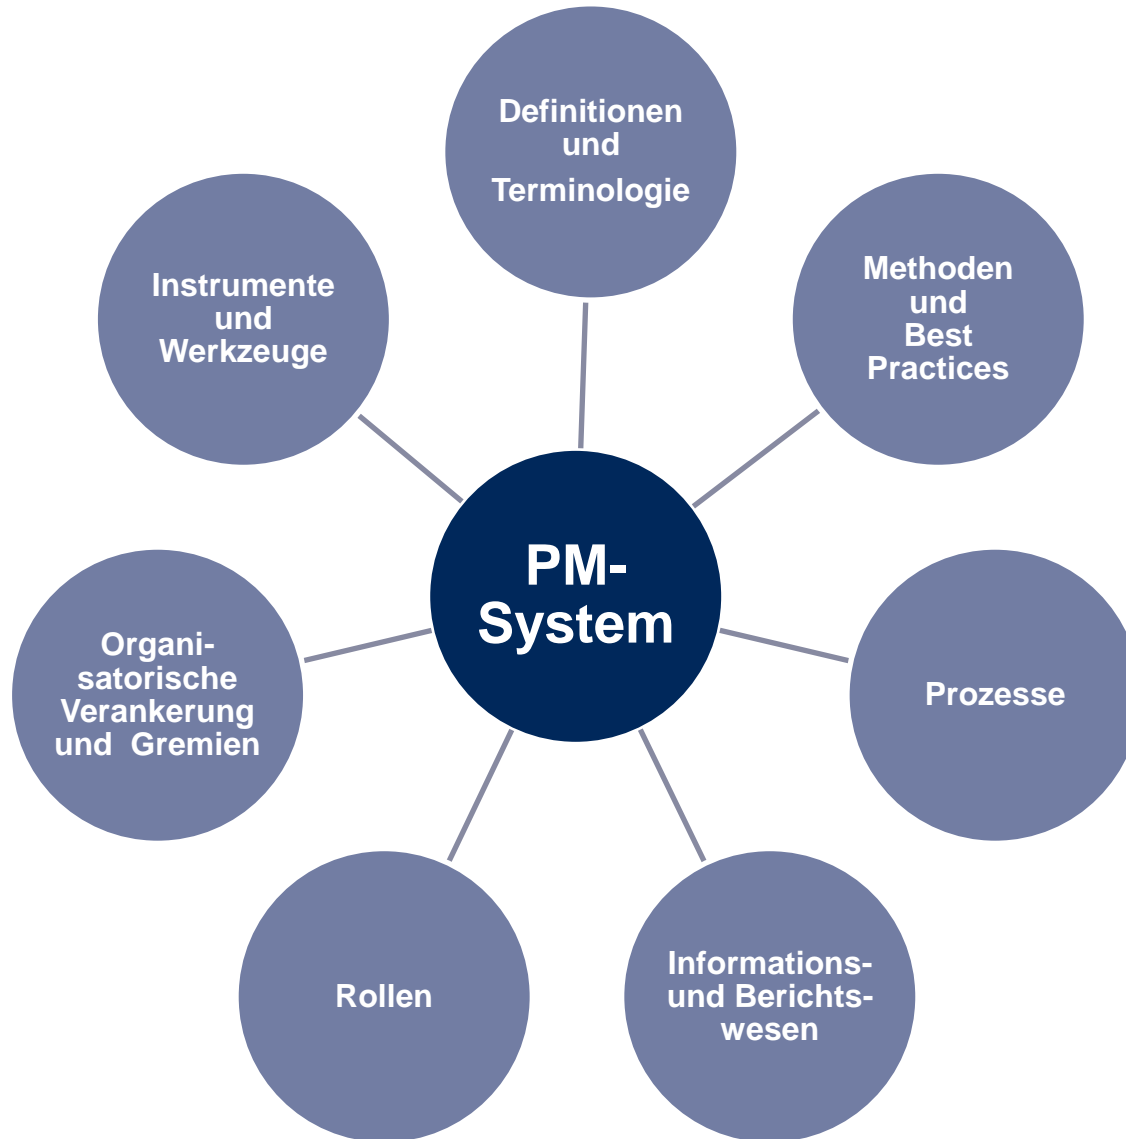 Definitionen
und
Terminologie
Instrumente
und
Werkzeuge
Methoden
und
Best
Practices
PM-
System
Organi-
satorische
Verankerung
und  Gremien
Prozesse
Rollen
Informations-
und Berichts-
wesen